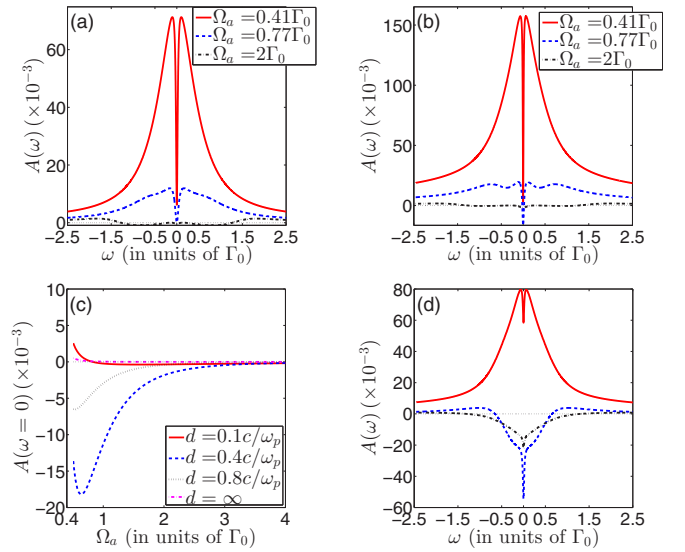 (a)
Ω_a =0.41Γ_0
Ω_a =0.77Γ_0
Ω_a =2Γ_0
A(ω) (×10⁻³)
60
40
20
0
−2.5 −1.5 −0.5 0 0.5 1.5 2.5
ω (in units of Γ_0)
(b)
Ω_a =0.41Γ_0
Ω_a =0.77Γ_0
Ω_a =2Γ_0
A(ω) (×10⁻³)
150
100
50
0
−2.5 −1.5 −0.5 0 0.5 1.5 2.5
ω (in units of Γ_0)
(c)
A(ω = 0) (×10⁻³)
10
5
0
−5
−10
−15
−20
0.4 1 2 3 4
Ω_a (in units of Γ_0)
d =0.1c/ω_p
d =0.4c/ω_p
d =0.8c/ω_p
d =∞
(d)
A(ω) (×10⁻³)
80
60
40
20
0
−20
−40
−60
−2.5 −1.5 −0.5 0 0.5 1.5 2.5
ω (in units of Γ_0)